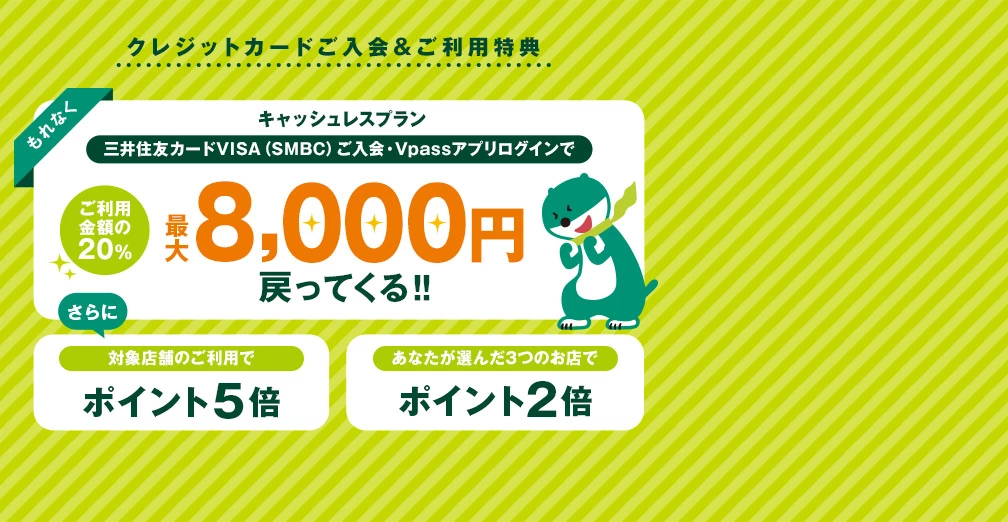 クレジットカードご入会&ご利用特典
もれなく
キャッシュレスプラン
三井住友カードVISA（SMBC）ご入会・Vpassアプリログインで
ご利用
金額の
20%
最大
8,000円
戻ってくる!!
さらに
対象店舗のご利用で
ポイント5倍
あなたが選んだ3つのお店で
ポイント2倍